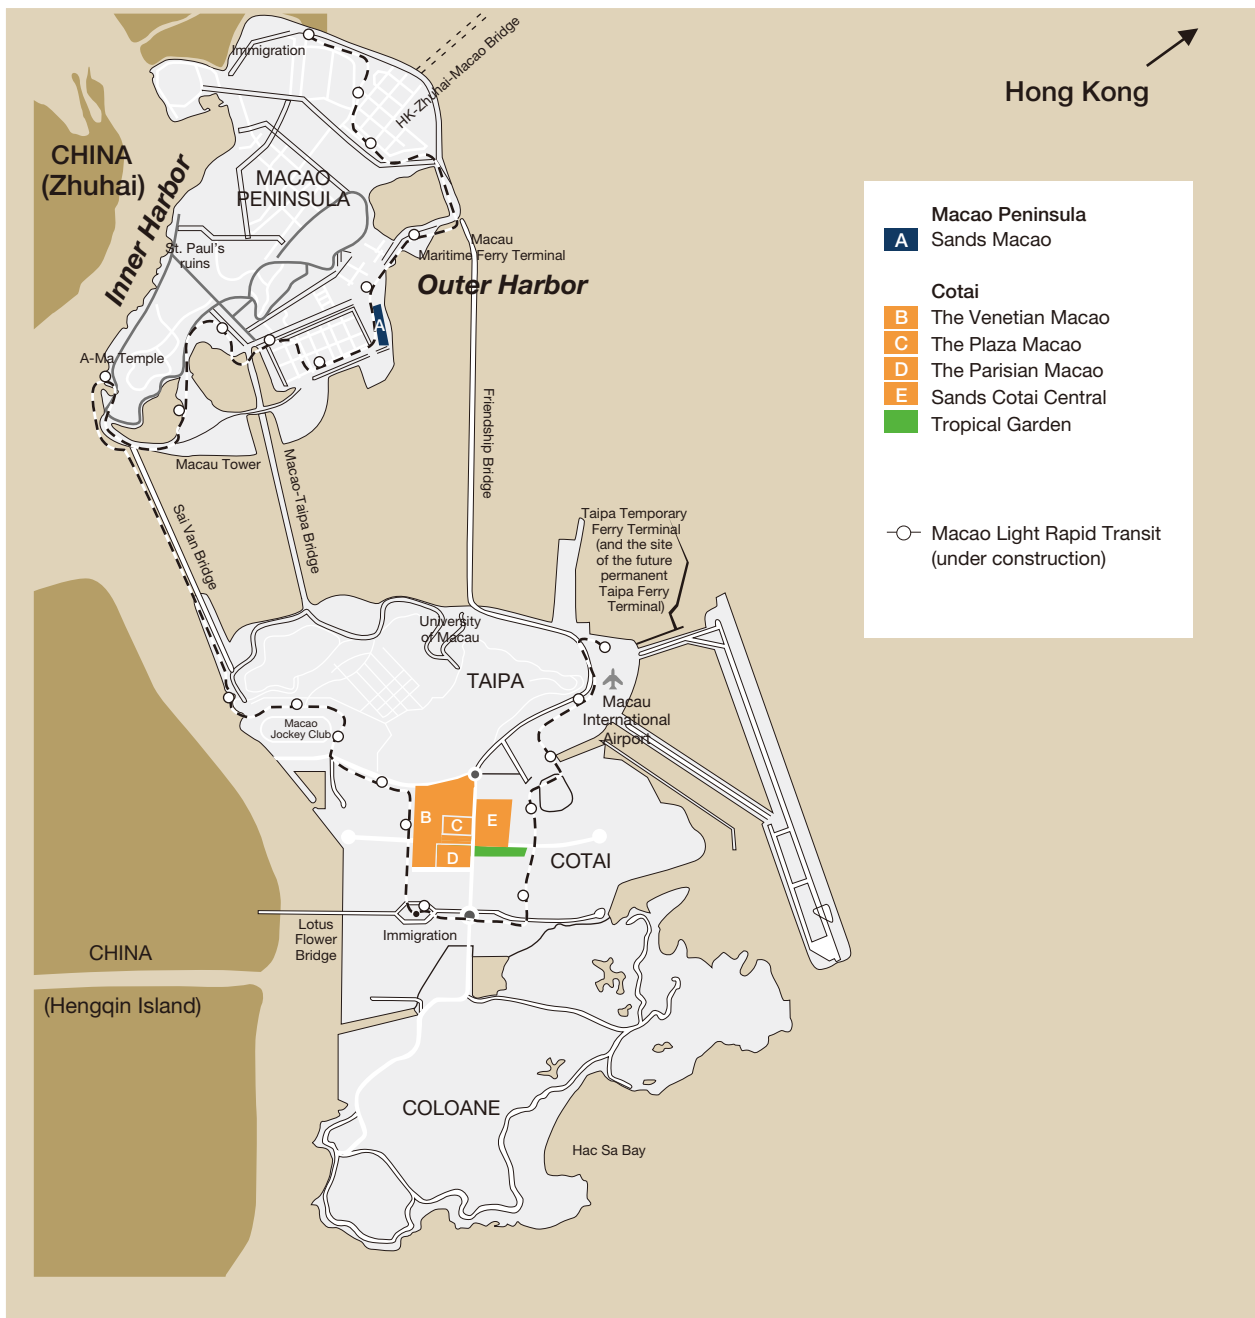 Immigration
HK-Zhuhai-Macao Bridge
Hong Kong
CHINA
(Zhuhai)
Inner Harbor
MACAO
PENINSULA
St. Paul's
ruins
Macau
Maritime Ferry Terminal
Outer Harbor
A
A-Ma Temple
Macau Tower
Sai Van Bridge
Macao-Taipa Bridge
Friendship Bridge
Taipa Temporary
Ferry Terminal
(and the site
of the future
permanent
Taipa Ferry
Terminal)
University
of Macau
TAIPA
Macau
International
Airport
Macao
Jockey Club
B
C
D
E
COTAI
Lotus
Flower
Bridge
Immigration
CHINA
(Hengqin Island)
COLOANE
Hac Sa Bay
Macao Peninsula
A Sands Macao
Cotai
B The Venetian Macao
C The Plaza Macao
D The Parisian Macao
E Sands Cotai Central
Tropical Garden
Macao Light Rapid Transit
(under construction)